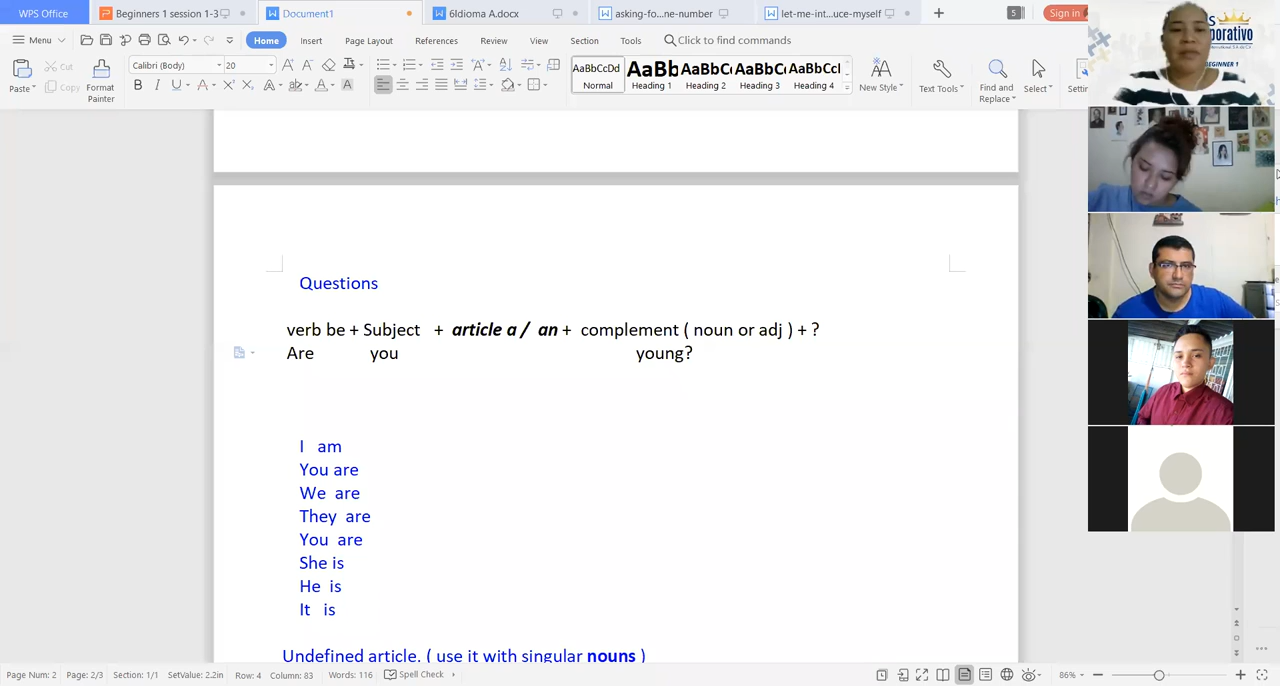 WPS Office
Beginners 1 session 1-3
Document1
6Idioma A.docx
asking-fo...ne-number
let-me-int...uce-myself
5
Sign in
Menu
Home
Insert
Page Layout
References
Review
View
Section
Tools
Click to find commands
Paste
Cut
Copy
Format Painter
Calibri (Body)
20
AaBbCcDd
Normal
AaBb
Heading 1
AaBbC
Heading 2
AaBbC
Heading 3
AaBbCcI
Heading 4
New Style
Text Tools
Find and Replace
Select
BEGINNER 1
Questions
verb be + Subject + article a / an + complement ( noun or adj ) + ?
Are you young?
I am
You are
We are
They are
You are
She is
He is
It is
Undefined article. ( use it with singular nouns )
Page Num: 2
Page: 2/3
Section: 1/1
SetValue: 2.2in
Row: 4
Column: 83
Words: 116
Spell Check
86%